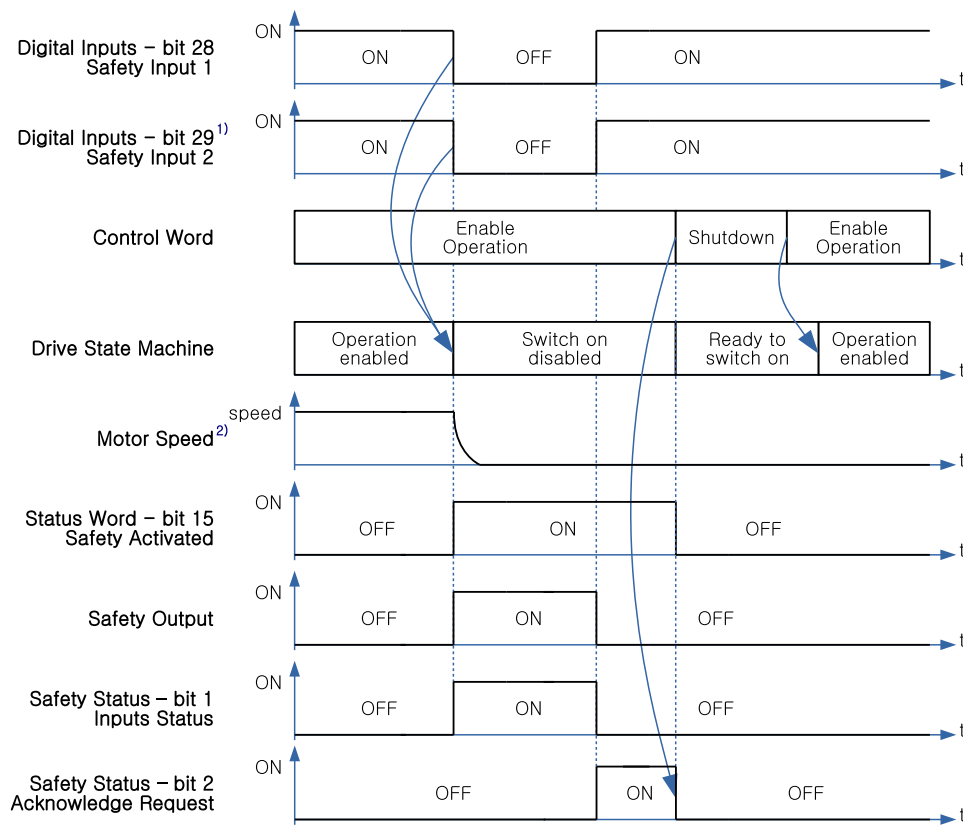 ON
Digital Inputs - bit 28
Safety Input 1
ON
OFF
ON
t
ON
Digital Inputs - bit 29 1)
Safety Input 2
ON
OFF
ON
t
Control Word
Enable
Operation
Shutdown
Enable
Operation
t
Drive State Machine
Operation
enabled
Switch on
disabled
Ready to
switch on
Operation
enabled
t
speed
Motor Speed 2)
t
ON
Status Word - bit 15
Safety Activated
OFF
ON
OFF
t
ON
Safety Output
OFF
ON
OFF
t
ON
Safety Status - bit 1
Inputs Status
OFF
ON
OFF
t
ON
Safety Status - bit 2
Acknowledge Request
OFF
ON
OFF
t